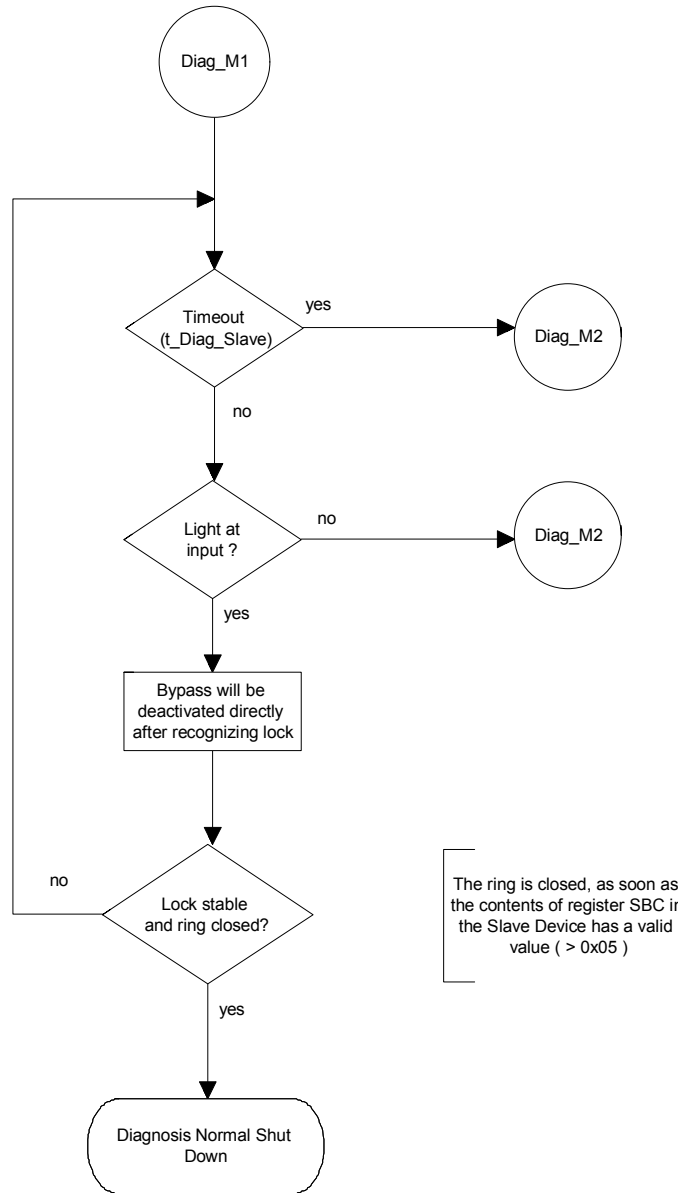 Diag_M1
Timeout
(t_Diag_Slave)
yes
Diag_M2
no
Light at
input ?
no
Diag_M2
yes
Bypass will be
deactivated directly
after recognizing lock
no
Lock stable
and ring closed?
The ring is closed, as soon as
the contents of register SBC in
the Slave Device has a valid
value ( > 0x05 )
yes
Diagnosis Normal Shut
Down